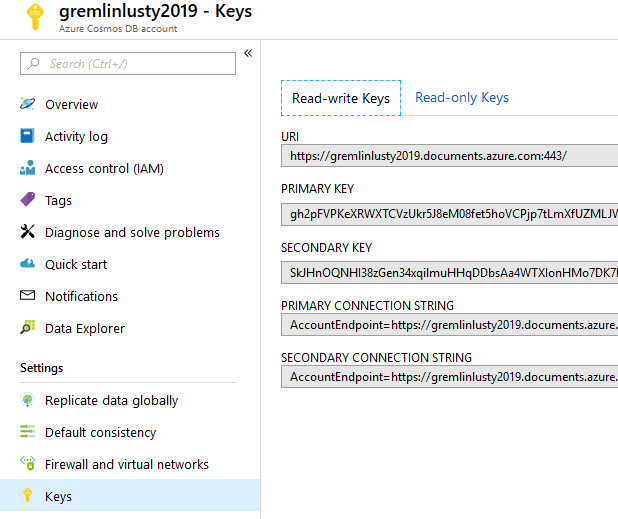 gremlinlusty2019 - Keys
Azure Cosmos DB account
Search (Ctrl+/)
«
Overview
Activity log
Access control (IAM)
Tags
Diagnose and solve problems
Quick start
Notifications
Data Explorer
Settings
Replicate data globally
Default consistency
Firewall and virtual networks
Keys
Read-write Keys
Read-only Keys
URI
https://gremlinlusty2019.documents.azure.com:443/
PRIMARY KEY
SECONDARY KEY
PRIMARY CONNECTION STRING
AccountEndpoint=https://gremlinlusty2019.documents.azure.
SECONDARY CONNECTION STRING
AccountEndpoint=https://gremlinlusty2019.documents.azure.